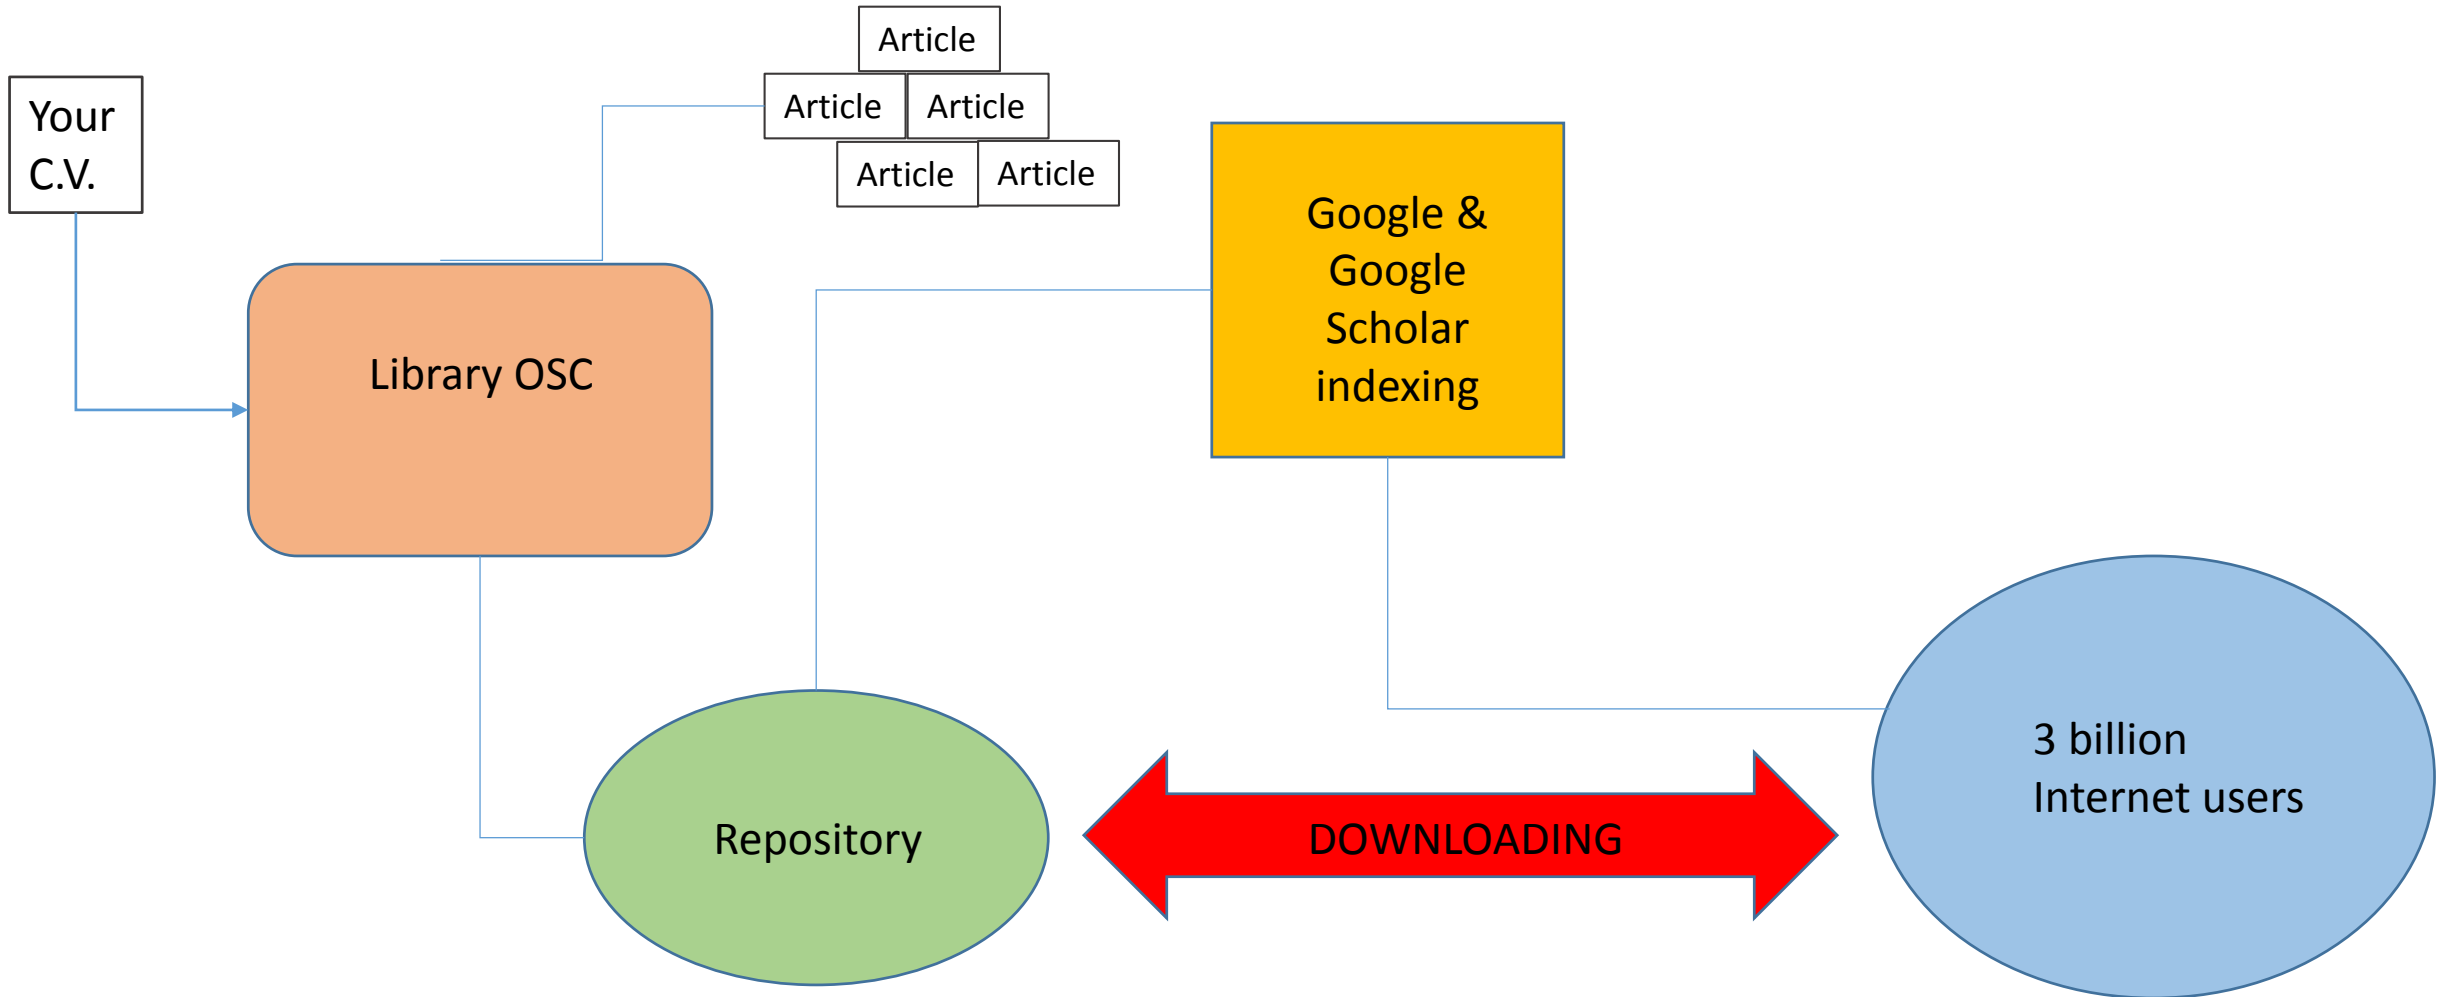 Article
Your
C.V.
Article
Article
Article
Article
Google &
Google
Scholar
indexing
Library OSC
3 billion
Internet users
Repository
DOWNLOADING